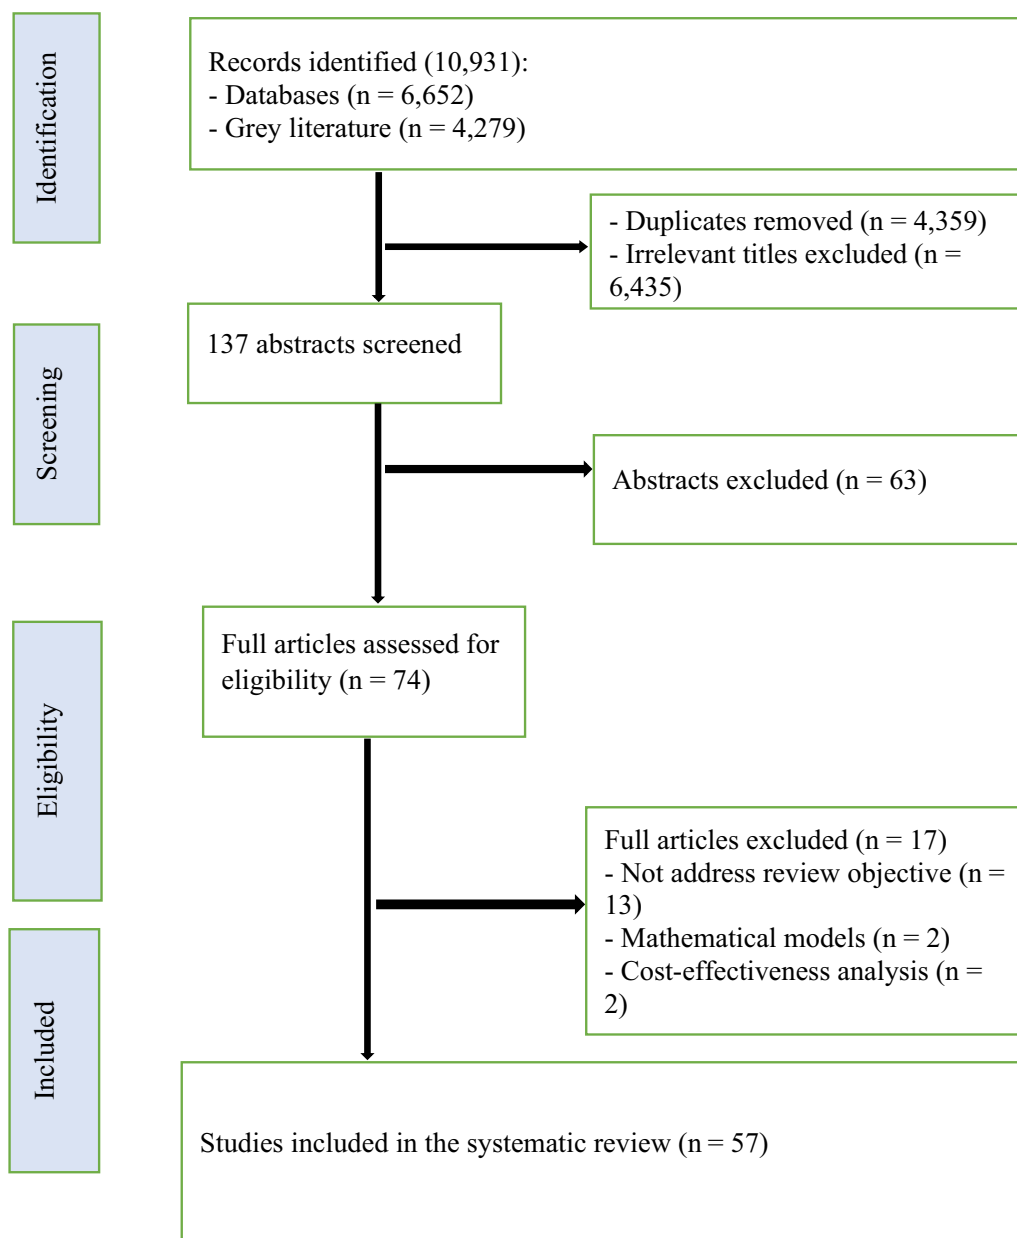 Identification
Records identified (10,931):
- Databases (n = 6,652)
- Grey literature (n = 4,279)
- Duplicates removed (n = 4,359)
- Irrelevant titles excluded (n =
6,435)
Screening
137 abstracts screened
Abstracts excluded (n = 63)
Eligibility
Full articles assessed for
eligibility (n = 74)
Full articles excluded (n = 17)
- Not address review objective (n =
13)
- Mathematical models (n = 2)
- Cost-effectiveness analysis (n =
2)
Included
Studies included in the systematic review (n = 57)